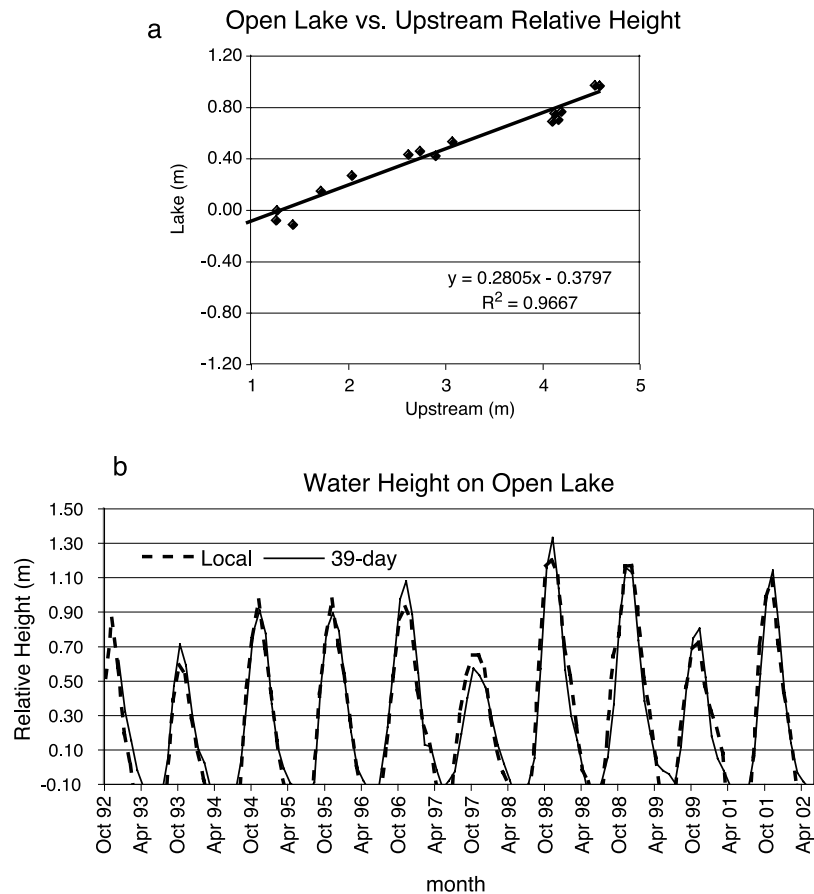 a
Open Lake vs. Upstream Relative Height
1.20
0.80
0.40
0.00
-0.40
-0.80
-1.20
Lake (m)
y = 0.2805x - 0.3797
R² = 0.9667
1 2 3 4 5
Upstream (m)
b
Water Height on Open Lake
1.50
1.30
1.10
0.90
0.70
0.50
0.30
0.10
-0.10
Relative Height (m)
Local 39-day
Oct 92
Apr 93
Oct 93
Apr 94
Oct 94
Apr 95
Oct 95
Apr 96
Oct 96
Apr 97
Oct 97
Apr 98
Oct 98
Apr 98
Oct 98
Apr 99
Oct 99
Apr 01
Oct 01
Apr 02
month